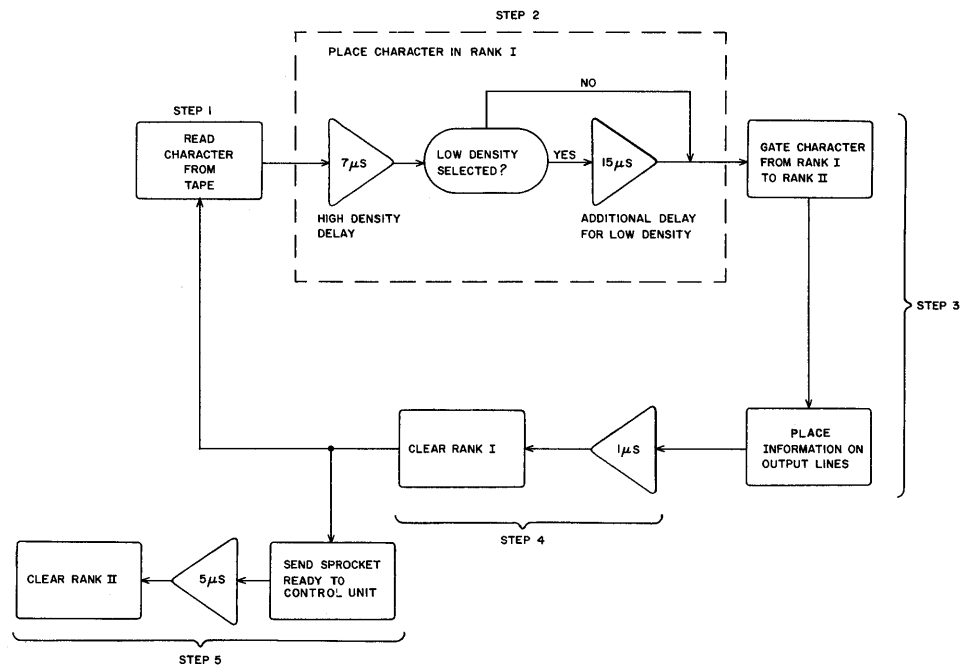 STEP 2
PLACE CHARACTER IN RANK I
NO
STEP 1
READ
CHARACTER
FROM
TAPE
7μS
LOW DENSITY
SELECTED?
YES
15μS
GATE CHARACTER
FROM RANK I
TO RANK II
HIGH DENSITY
DELAY
ADDITIONAL DELAY
FOR LOW DENSITY
STEP 3
CLEAR RANK I
1μS
PLACE
INFORMATION ON
OUTPUT LINES
STEP 4
CLEAR RANK II
5μS
SEND SPROCKET
READY TO
CONTROL UNIT
STEP 5